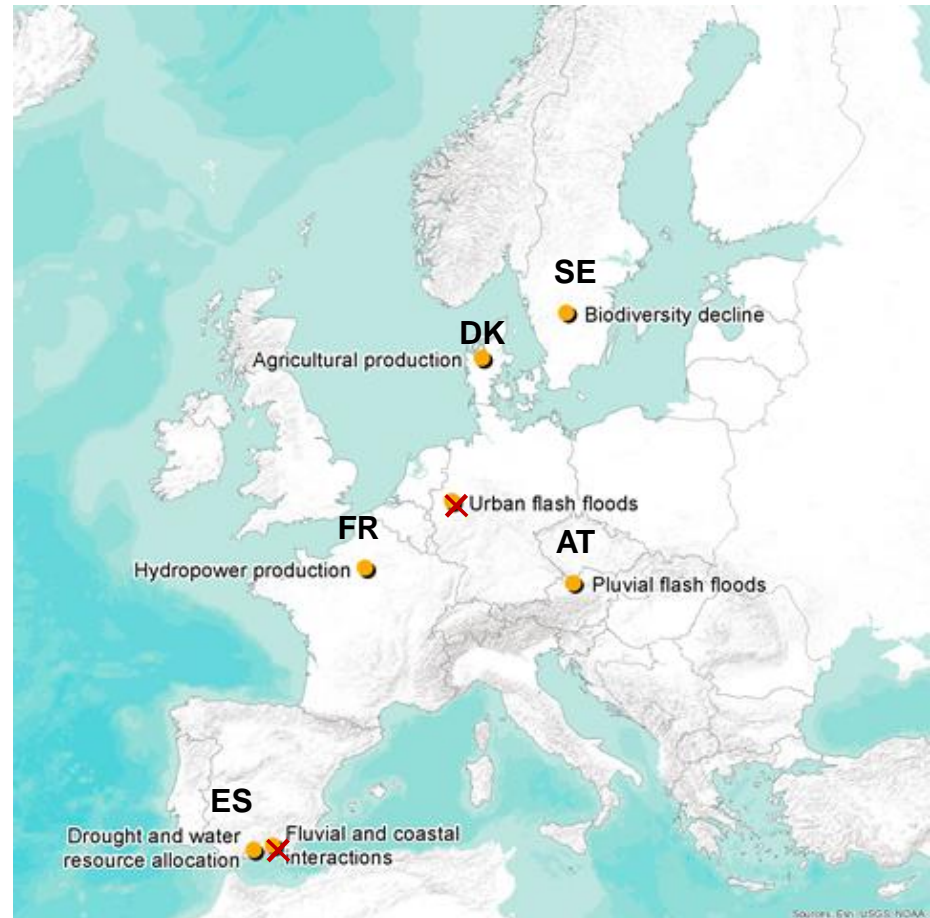 SE
Biodiversity decline
DK
Agricultural production
Urban flash floods
FR
AT
Hydropower production
Pluvial flash floods
ES
Drought and water
resource allocation
Fluvial and coastal
interactions
Sources: Esri, USGS, NOAA